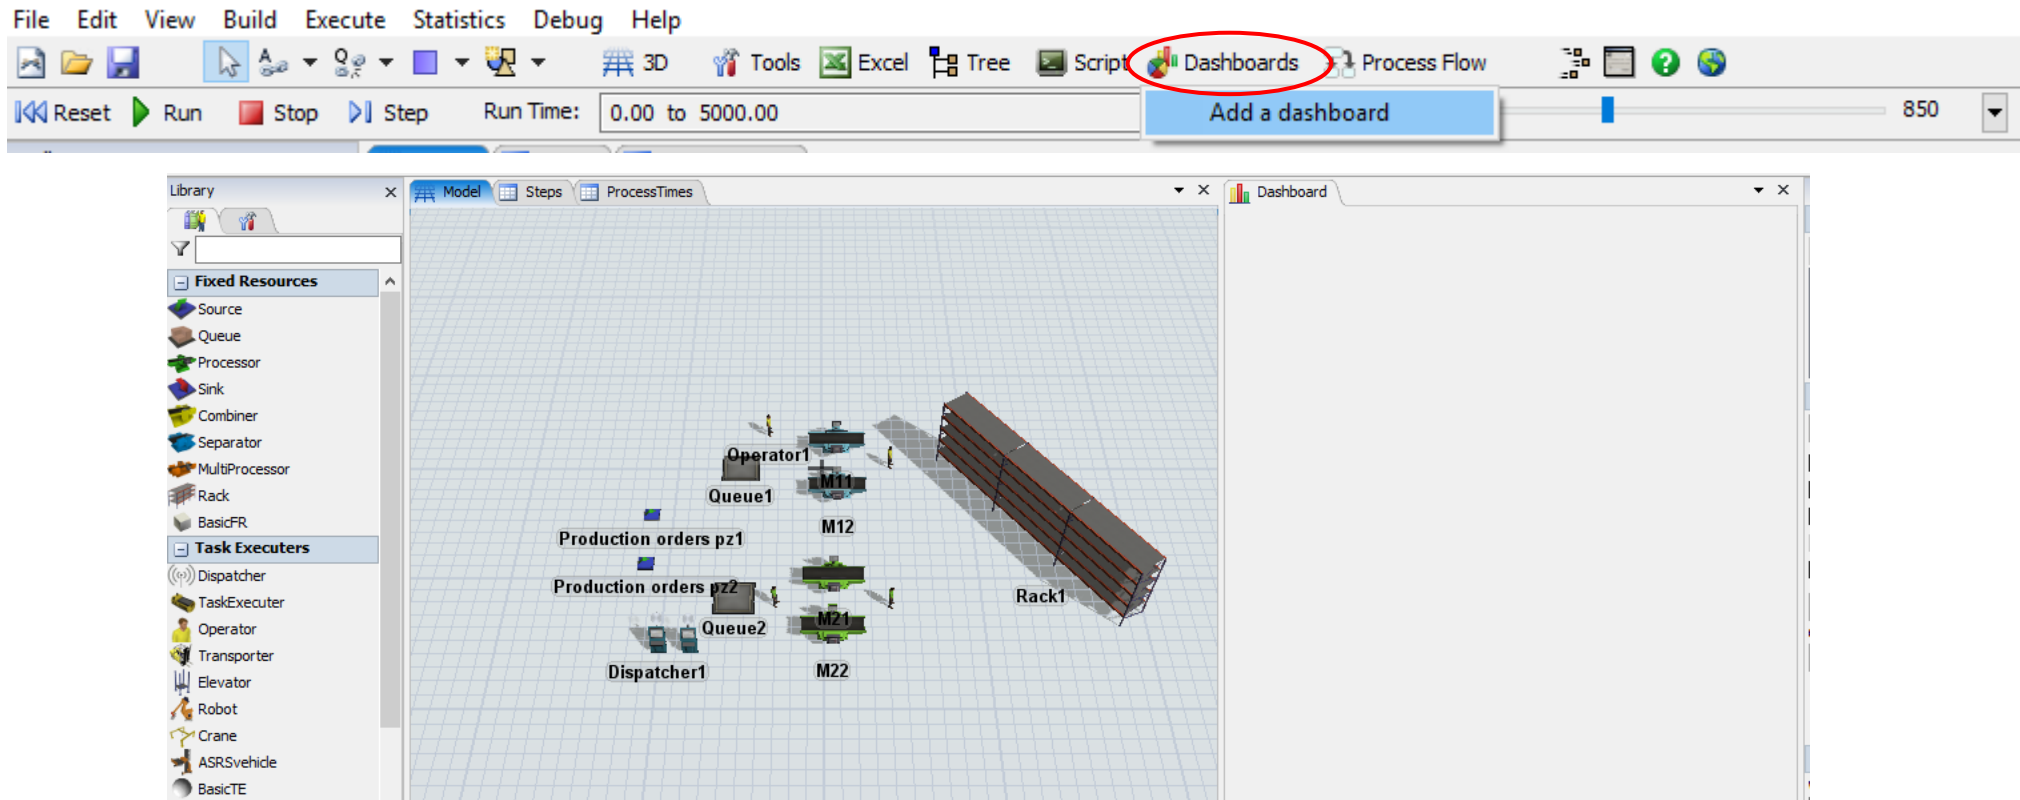 File Edit View Build Execute Statistics Debug Help
3D Tools Excel Tree Script Dashboards Process Flow
Reset Run Stop Step Run Time: 0.00 to 5000.00 850
Add a dashboard
Library
Model Steps ProcessTimes
Dashboard
Fixed Resources
Source
Queue
Processor
Sink
Combiner
Separator
MultiProcessor
Rack
BasicFR
Task Executers
Dispatcher
TaskExecuter
Operator
Transporter
Elevator
Robot
Crane
ASRSvehicle
BasicTE
Operator1
M11
Queue1
M12
Production orders pz1
Production orders pz2
Rack1
M21
Queue2
Dispatcher1
M22